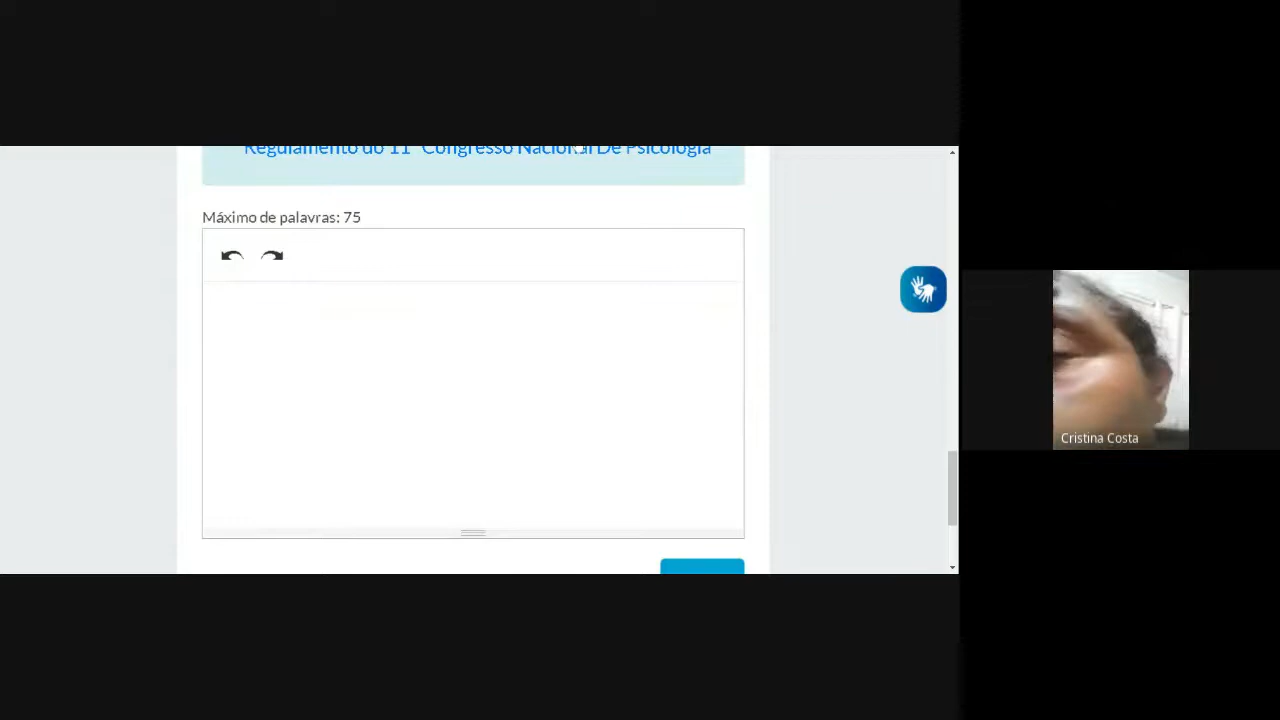 Regulamento do 11º Congresso Nacional De Psicologia
Máximo de palavras: 75
Cristina Costa